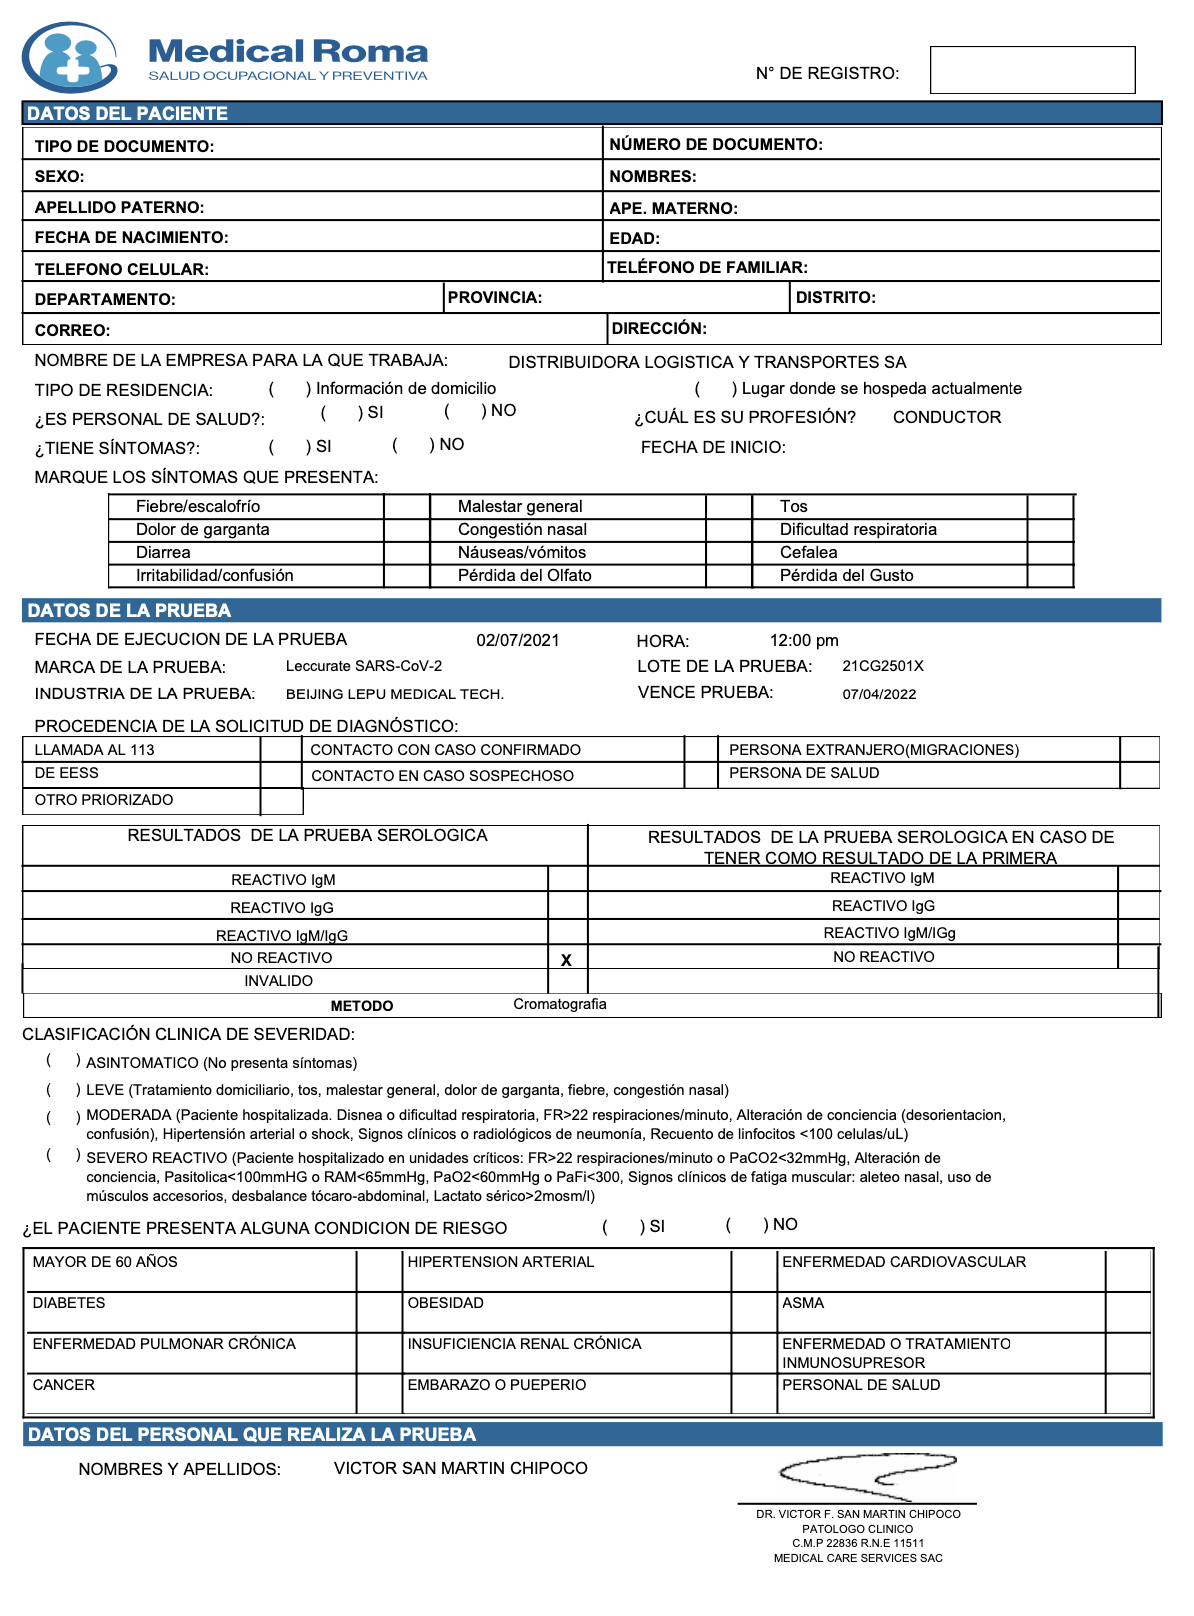 Medical Roma
SALUD OCUPACIONAL Y PREVENTIVA
N° DE REGISTRO:
DATOS DEL PACIENTE
TIPO DE DOCUMENTO: NÚMERO DE DOCUMENTO:
SEXO: NOMBRES:
APELLIDO PATERNO: APE. MATERNO:
FECHA DE NACIMIENTO: EDAD:
TELEFONO CELULAR: TELÉFONO DE FAMILIAR:
DEPARTAMENTO: PROVINCIA: DISTRITO:
CORREO: DIRECCIÓN:
NOMBRE DE LA EMPRESA PARA LA QUE TRABAJA: DISTRIBUIDORA LOGISTICA Y TRANSPORTES SA
TIPO DE RESIDENCIA: ( ) Información de domicilio ( ) Lugar donde se hospeda actualmente
¿ES PERSONAL DE SALUD?: ( ) SI ( ) NO ¿CUÁL ES SU PROFESIÓN? CONDUCTOR
¿TIENE SÍNTOMAS?: ( ) SI ( ) NO FECHA DE INICIO:
MARQUE LOS SÍNTOMAS QUE PRESENTA:
Fiebre/escalofrío Malestar general Tos
Dolor de garganta Congestión nasal Dificultad respiratoria
Diarrea Náuseas/vómitos Cefalea
Irritabilidad/confusión Pérdida del Olfato Pérdida del Gusto
DATOS DE LA PRUEBA
FECHA DE EJECUCION DE LA PRUEBA 02/07/2021 HORA: 12:00 pm
MARCA DE LA PRUEBA: Leccurate SARS-CoV-2 LOTE DE LA PRUEBA: 21CG2501X
INDUSTRIA DE LA PRUEBA: BEIJING LEPU MEDICAL TECH. VENCE PRUEBA: 07/04/2022
PROCEDENCIA DE LA SOLICITUD DE DIAGNÓSTICO:
LLAMADA AL 113 CONTACTO CON CASO CONFIRMADO PERSONA EXTRANJERO(MIGRACIONES)
DE EESS CONTACTO EN CASO SOSPECHOSO PERSONA DE SALUD
OTRO PRIORIZADO
RESULTADOS DE LA PRUEBA SEROLOGICA RESULTADOS DE LA PRUEBA SEROLOGICA EN CASO DE
TENER COMO RESULTADO DE LA PRIMERA
REACTIVO IgM REACTIVO IgM
REACTIVO IgG REACTIVO IgG
REACTIVO IgM/IgG REACTIVO IgM/IGg
NO REACTIVO X NO REACTIVO
INVALIDO
METODO Cromatografia
CLASIFICACIÓN CLINICA DE SEVERIDAD:
( ) ASINTOMATICO (No presenta síntomas)
( ) LEVE (Tratamiento domiciliario, tos, malestar general, dolor de garganta, fiebre, congestión nasal)
( ) MODERADA (Paciente hospitalizada. Disnea o dificultad respiratoria, FR>22 respiraciones/minuto, Alteración de conciencia (desorientacion,
confusión), Hipertensión arterial o shock, Signos clínicos o radiológicos de neumonía, Recuento de linfocitos <100 celulas/uL)
( ) SEVERO REACTIVO (Paciente hospitalizado en unidades críticos: FR>22 respiraciones/minuto o PaCO2<32mmHg, Alteración de
conciencia, Pasitolica<100mmHG o RAM<65mmHg, PaO2<60mmHg o PaFi<300, Signos clínicos de fatiga muscular: aleteo nasal, uso de
músculos accesorios, desbalance tócaro-abdominal, Lactato sérico>2mosm/l)
¿EL PACIENTE PRESENTA ALGUNA CONDICION DE RIESGO ( ) SI ( ) NO
MAYOR DE 60 AÑOS HIPERTENSION ARTERIAL ENFERMEDAD CARDIOVASCULAR
DIABETES OBESIDAD ASMA
ENFERMEDAD PULMONAR CRÓNICA INSUFICIENCIA RENAL CRÓNICA ENFERMEDAD O TRATAMIENTO
INMUNOSUPRESOR
CANCER EMBARAZO O PUEPERIO PERSONAL DE SALUD
DATOS DEL PERSONAL QUE REALIZA LA PRUEBA
NOMBRES Y APELLIDOS: VICTOR SAN MARTIN CHIPOCO
DR. VICTOR F. SAN MARTIN CHIPOCO
PATOLOGO CLINICO
C.M.P 22836 R.N.E 11511
MEDICAL CARE SERVICES SAC